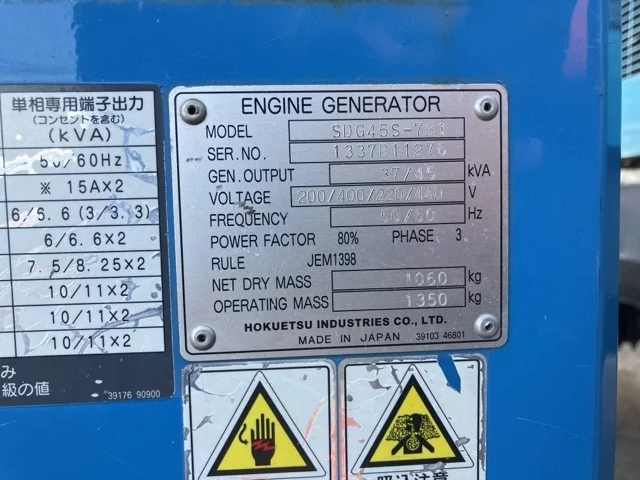 単相専用端子出力
(コンセントを含む)
(kVA)
50/60Hz
※ 15A×2
6/5.6 (3/3.3)
6/6.6×2
7.5/8.25×2
10/11×2
10/11×2
10/11×2
み
級の値
39176 90900
ENGINE GENERATOR
MODEL SDG45S-7B3
SER.NO. 1337B11276
GEN.OUTPUT 37/45 kVA
VOLTAGE 200/400/220/440 V
FREQUENCY 50/60 Hz
POWER FACTOR 80% PHASE 3
RULE JEM1398
NET DRY MASS 1060 kg
OPERATING MASS 1350 kg
HOKUETSU INDUSTRIES CO., LTD.
MADE IN JAPAN 39103 46801